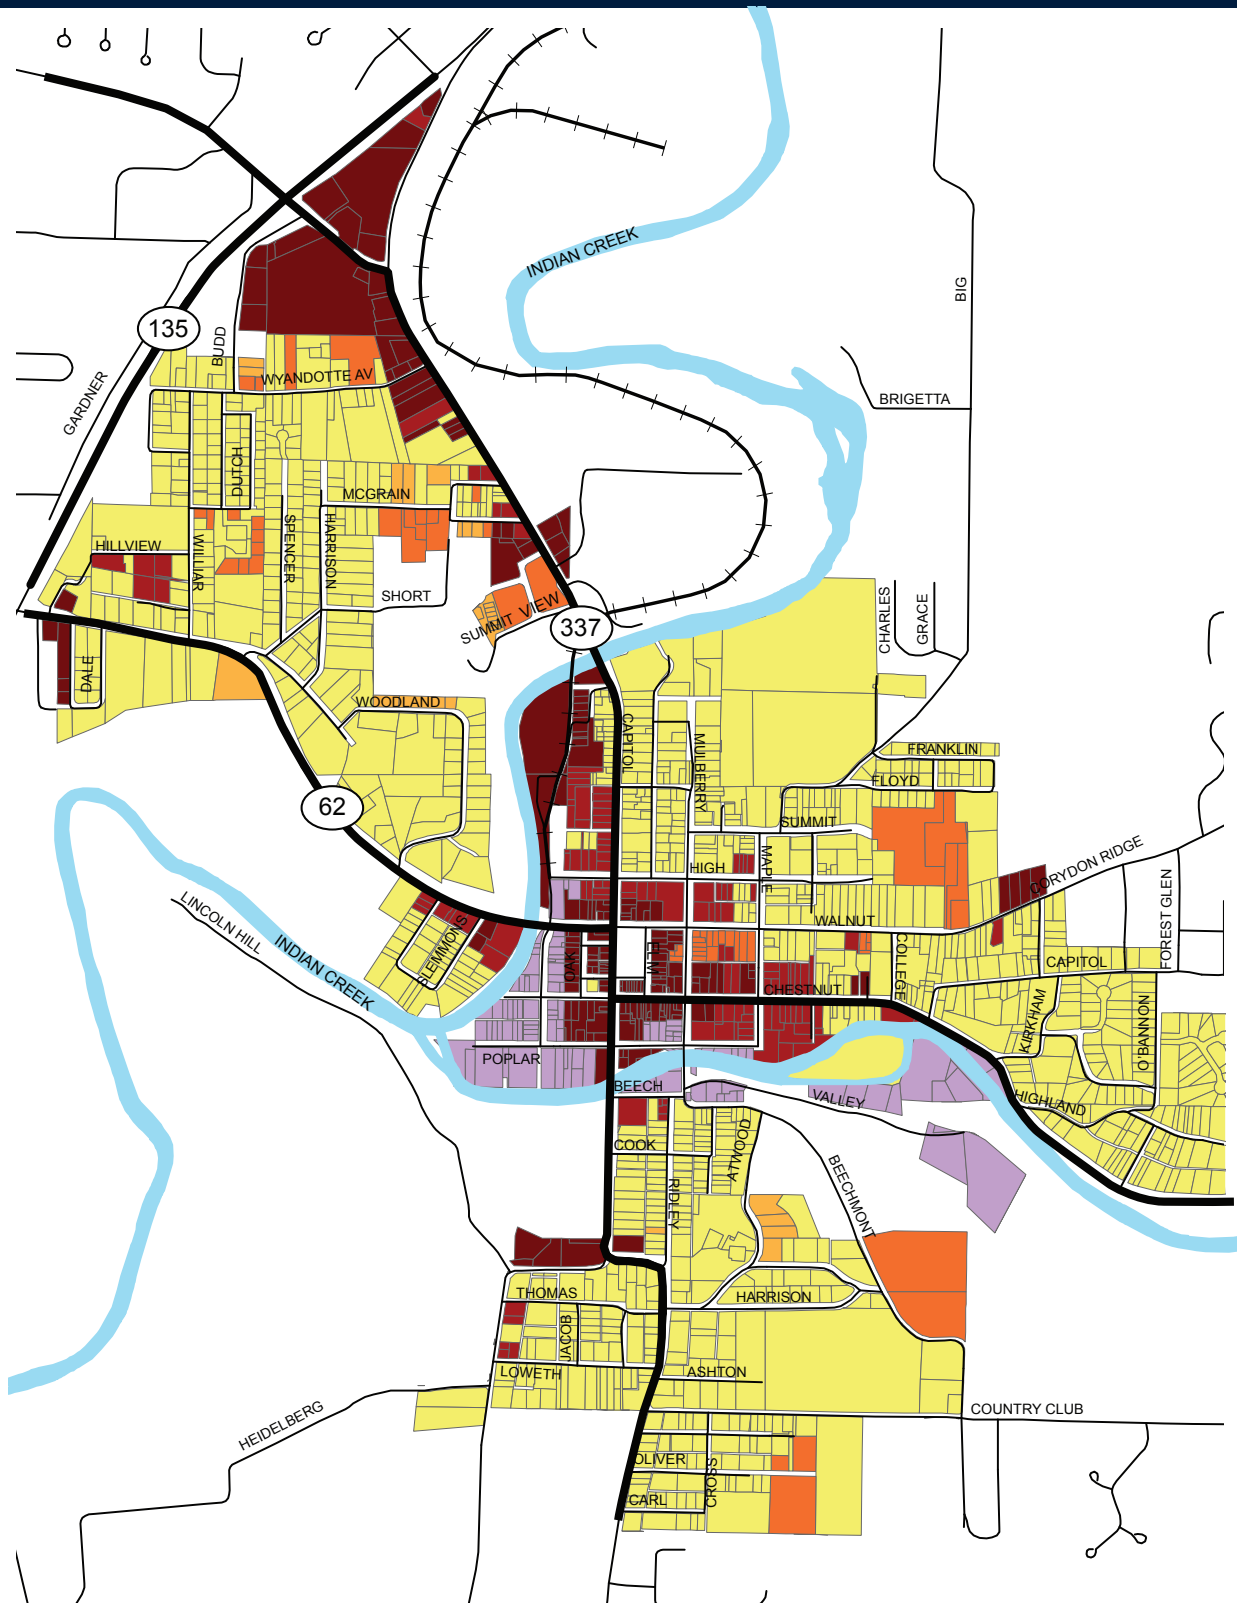 INDIAN CREEK
BIG
135
BUDD
GARDNER
WYANDOTTE AV
BRIGETTA
DUTCH
MCGRAIN
HILLVIEW
WILLIAR
SPENCER
HARRISON
SHORT
SUMMIT VIEW
337
CHARLES
GRACE
DALE
WOODLAND
CAPITOL
MULBERRY
FRANKLIN
FLOYD
62
SUMMIT
HIGH
MAPLE
CORYDON RIDGE
LINCOLN HILL
INDIAN CREEK
CLEMMONS
OAK
ELM
WALNUT
COLLEGE
CAPITOL
FOREST GLEN
CHESTNUT
KIRKHAM
O'BANNON
POPLAR
BEECH
VALLEY
HIGHLAND
COOK
ATWOOD
BEECHMONT
RIDLEY
THOMAS
HARRISON
JACOB
LOWETH
ASHTON
HEIDELBERG
COUNTRY CLUB
OLIVER
CROSS
CARL